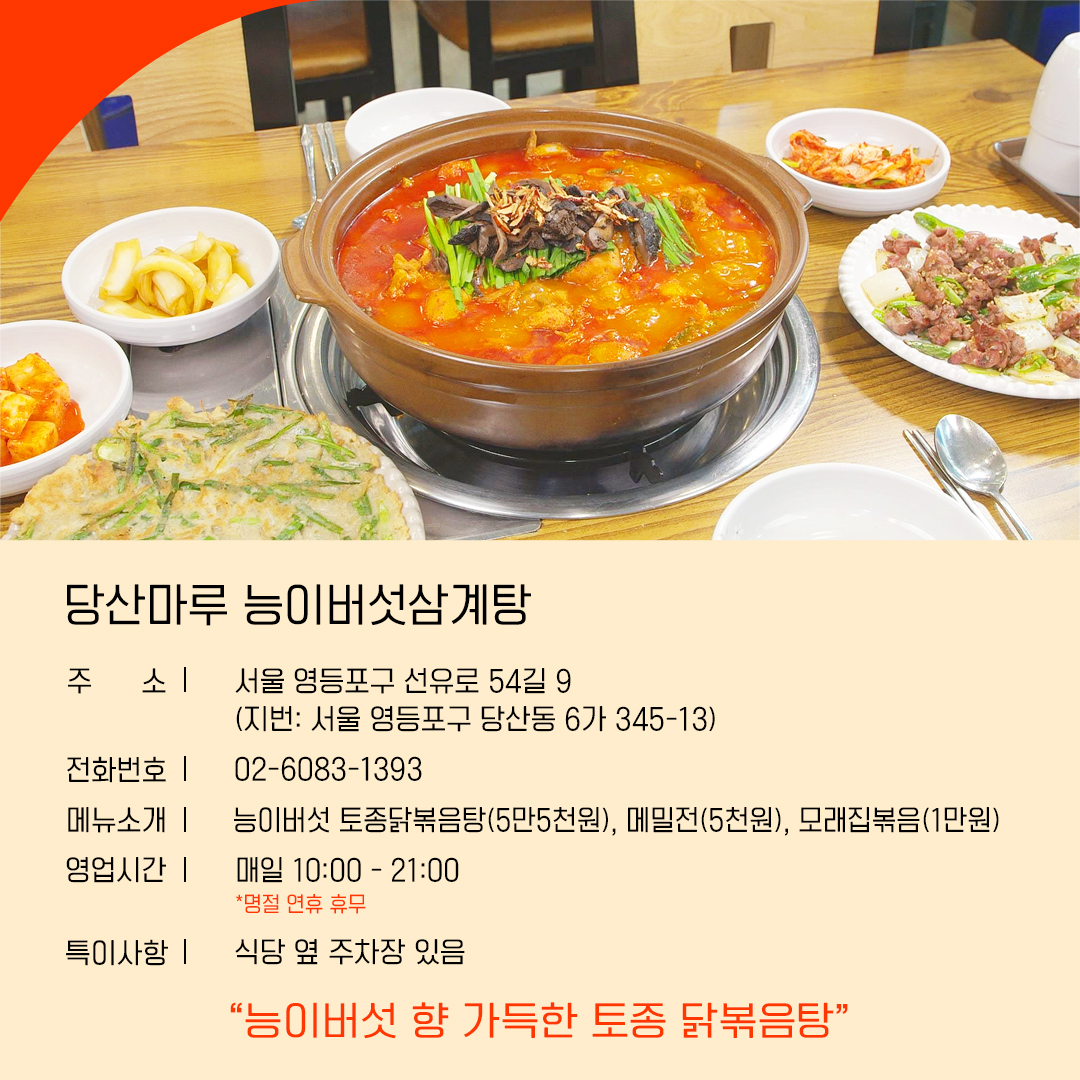 당산마루 능이버섯삼계탕
주 소 | 서울 영등포구 선유로 54길 9
(지번: 서울 영등포구 당산동 6가 345-13)
전화번호 | 02-6083-1393
메뉴소개 | 능이버섯 토종닭볶음탕(5만5천원), 메밀전(5천원), 모래집볶음(1만원)
영업시간 | 매일 10:00 - 21:00
*명절 연휴 휴무
특이사항 | 식당 옆 주차장 있음
“능이버섯 향 가득한 토종 닭볶음탕”